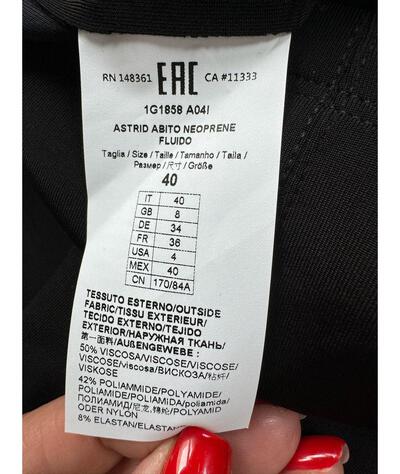 RN 148361 EAC CA #11333
1G1858 A04I
ASTRID ABITO NEOPRENE
FLUIDO
Taglia / Size / Taille / Tamanho / Talla /
Размер /尺寸/ Größe
40
IT 40
GB 8
DE 34
FR 36
USA 4
MEX 40
CN 170/84A
TESSUTO ESTERNO/OUTSIDE
FABRIC/TISSU EXTERIEUR/
TECIDO EXTERNO/TEJIDO
EXTERIOR/НАРУЖНАЯ ТКАНЬ/
第一面料/AUßENGEWEBE :
50% VISCOSA/VISCOSE/VISCOSE/
VISCOSE/viscosa/ВИСКОЗА/粘纤/
VISKOSE
42% POLIAMMIDE/POLYAMIDE/
POLYAMIDE/POLIAMIDA/poliamida/
ПОЛИАМИД/尼龙, 锦纶/POLYAMID
ODER NYLON
8% ELASTAN/ELASTANE/